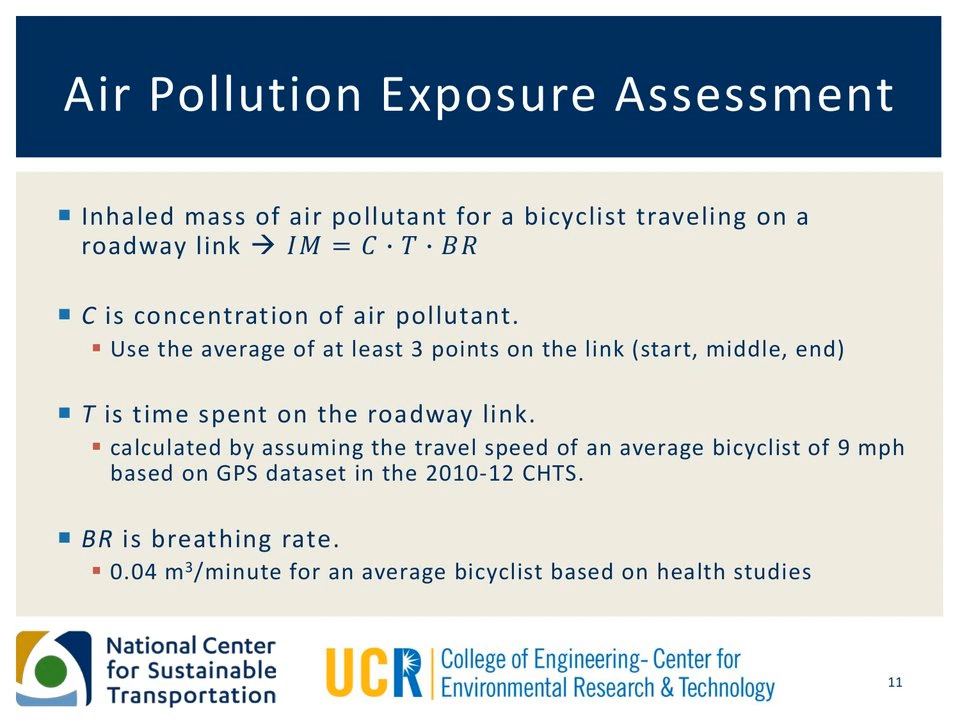 Air Pollution Exposure Assessment
Inhaled mass of air pollutant for a bicyclist traveling on a
roadway link → 𝐼𝑀 = 𝐶 · 𝑇 · 𝐵𝑅
C is concentration of air pollutant.
Use the average of at least 3 points on the link (start, middle, end)
T is time spent on the roadway link.
calculated by assuming the travel speed of an average bicyclist of 9 mph
based on GPS dataset in the 2010-12 CHTS.
BR is breathing rate.
0.04 m³/minute for an average bicyclist based on health studies
National Center
for Sustainable
Transportation
UCR
College of Engineering- Center for
Environmental Research & Technology
11